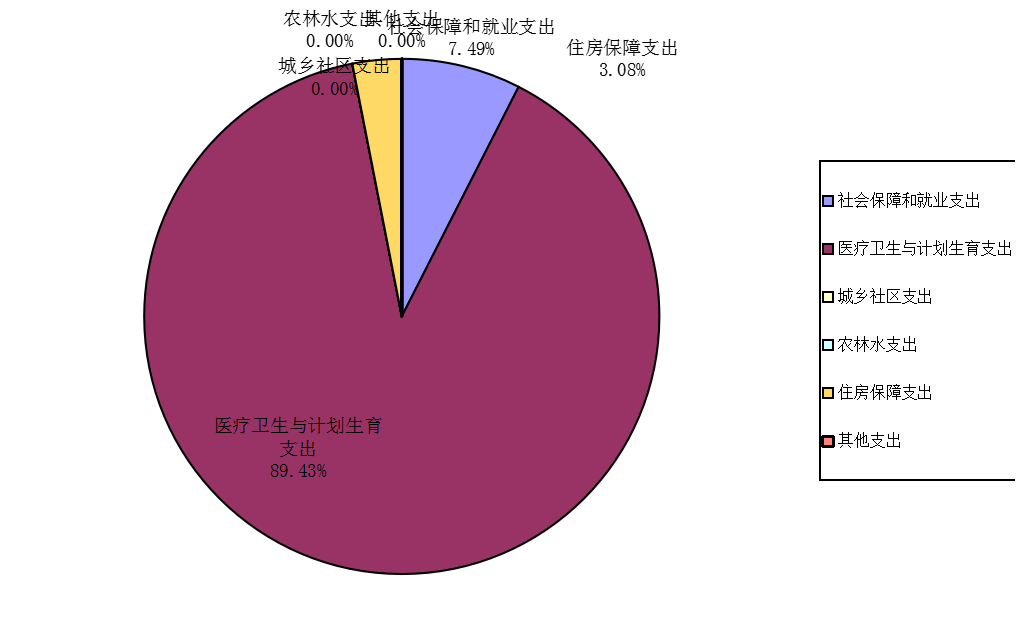 农林水支出
0.00%
其他支出
0.00%
社会保障和就业支出
7.49%
住房保障支出
3.08%
城乡社区支出
0.00%
医疗卫生与计划生育
支出
89.43%
社会保障和就业支出
医疗卫生与计划生育支出
城乡社区支出
农林水支出
住房保障支出
其他支出